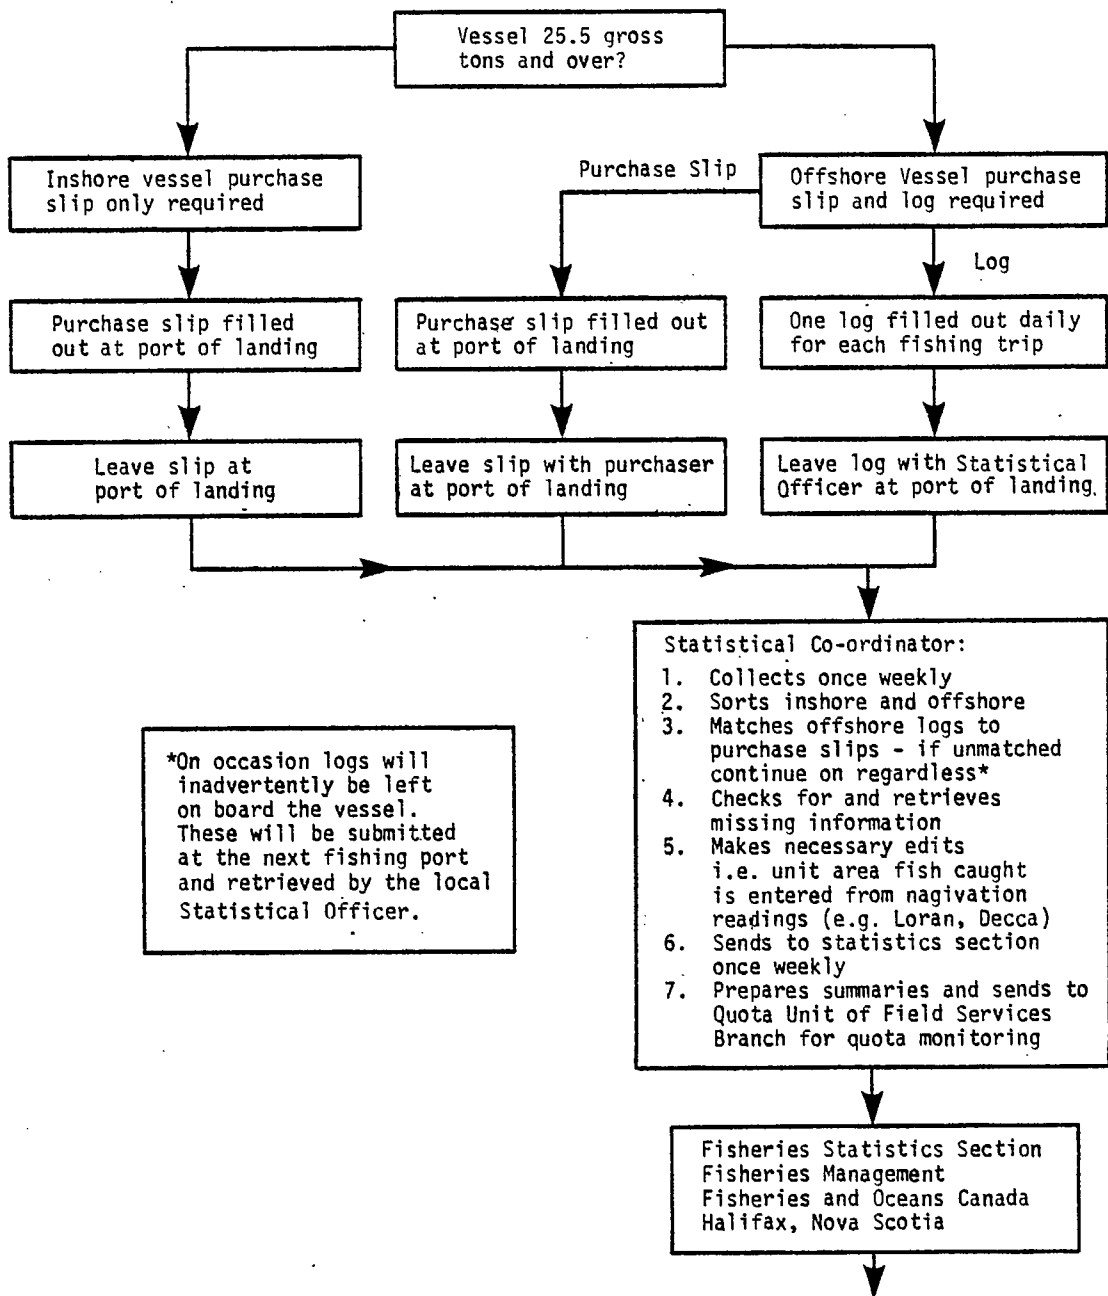 Vessel 25.5 gross
tons and over?
Inshore vessel purchase
slip only required
Purchase Slip
Offshore Vessel purchase
slip and log required
Log
Purchase slip filled
out at port of landing
Purchase slip filled out
at port of landing
One log filled out daily
for each fishing trip
Leave slip at
port of landing
Leave slip with purchaser
at port of landing
Leave log with Statistical
Officer at port of landing.
Statistical Co-ordinator:
1. Collects once weekly
2. Sorts inshore and offshore
3. Matches offshore logs to
purchase slips - if unmatched
continue on regardless*
4. Checks for and retrieves
missing information
5. Makes necessary edits
i.e. unit area fish caught
is entered from nagivation
readings (e.g. Loran, Decca)
6. Sends to statistics section
once weekly
7. Prepares summaries and sends to
Quota Unit of Field Services
Branch for quota monitoring
*On occasion logs will
inadvertently be left
on board the vessel.
These will be submitted
at the next fishing port
and retrieved by the local
Statistical Officer.
Fisheries Statistics Section
Fisheries Management
Fisheries and Oceans Canada
Halifax, Nova Scotia